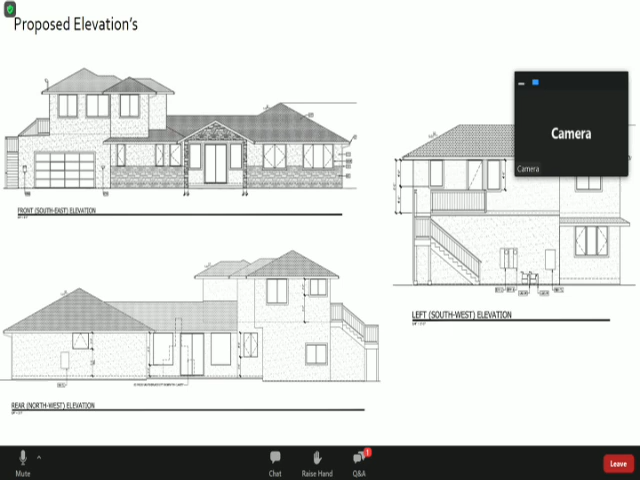 Proposed Elevation's
Camera
Camera
FRONT (SOUTH-EAST) ELEVATION
LEFT (SOUTH-WEST) ELEVATION
REAR (NORTH-WEST) ELEVATION
1
Mute
Chat
Raise Hand
Q&A
Leave